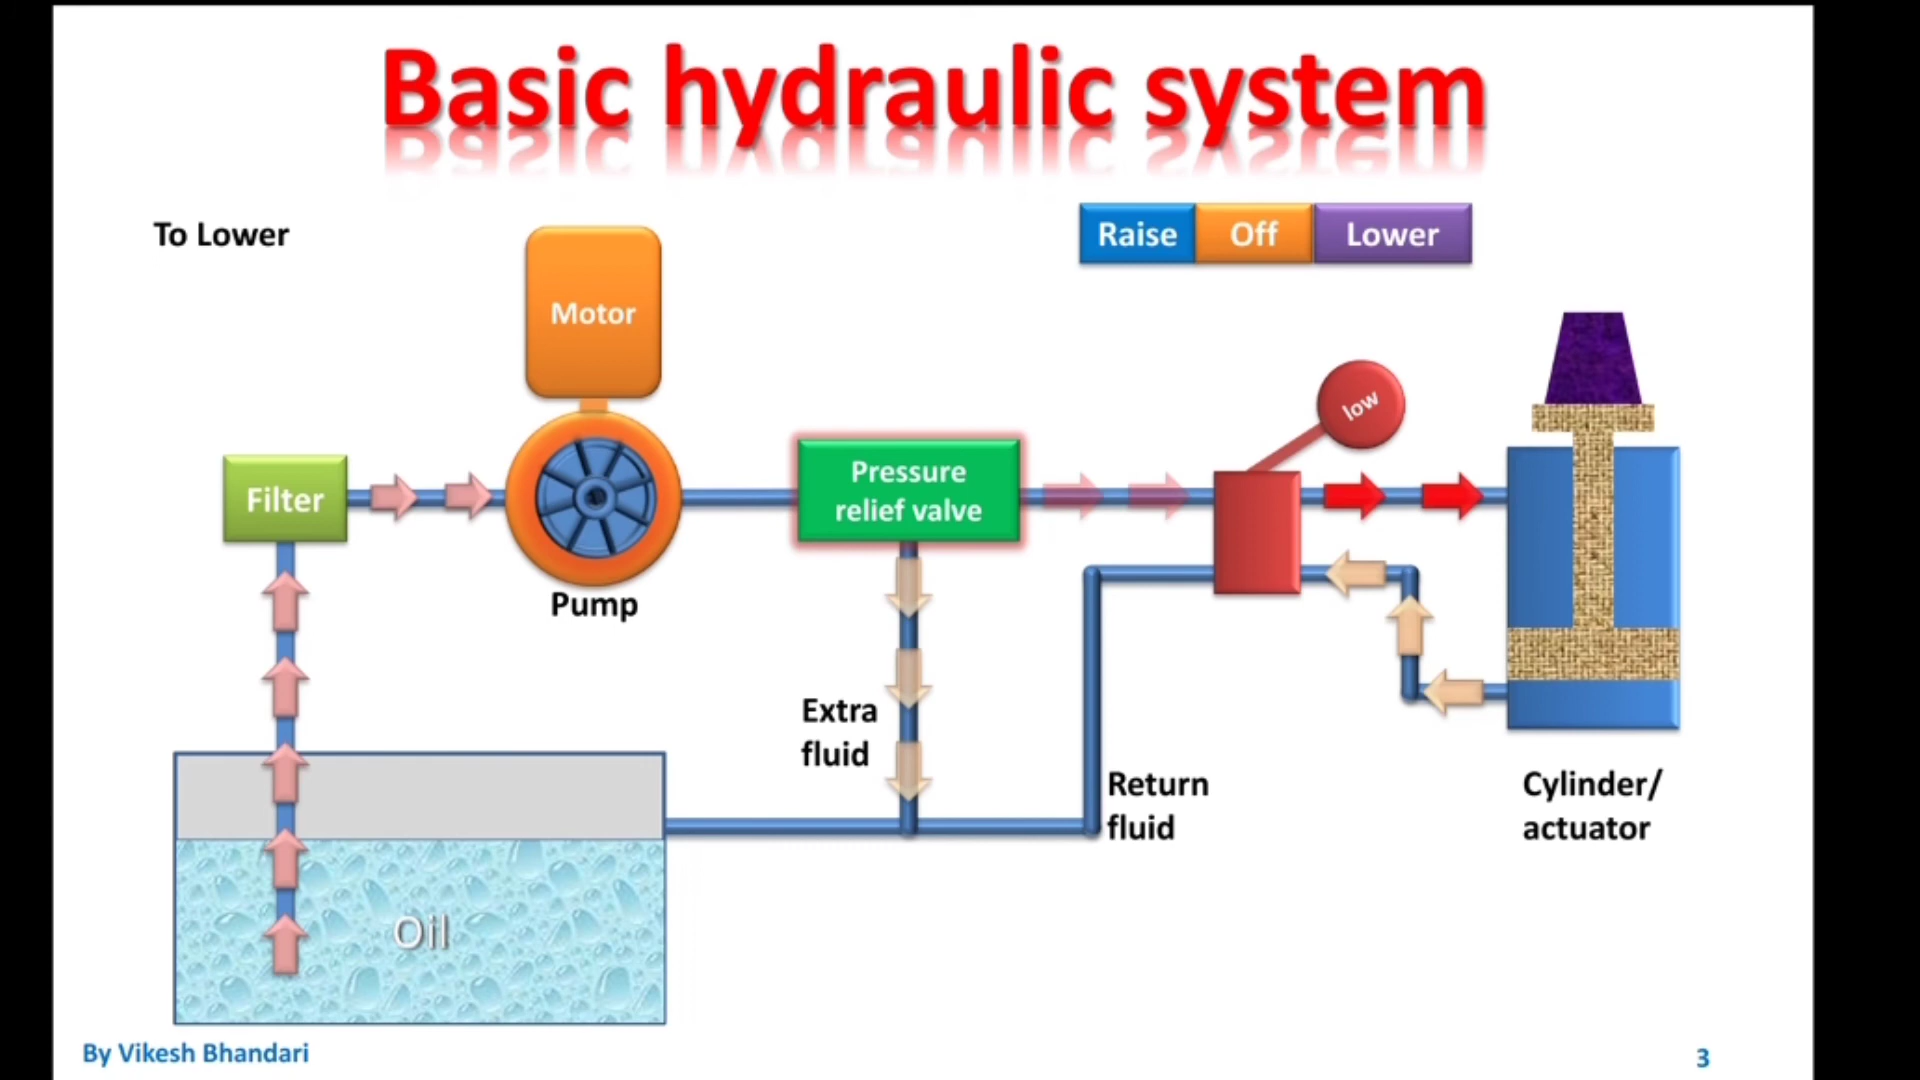 Basic hydraulic system
To Lower
Raise Off Lower
Motor
low
Filter
Pressure
relief valve
Pump
Extra
fluid
Return
fluid
Cylinder/
actuator
Oil
By Vikesh Bhandari
3